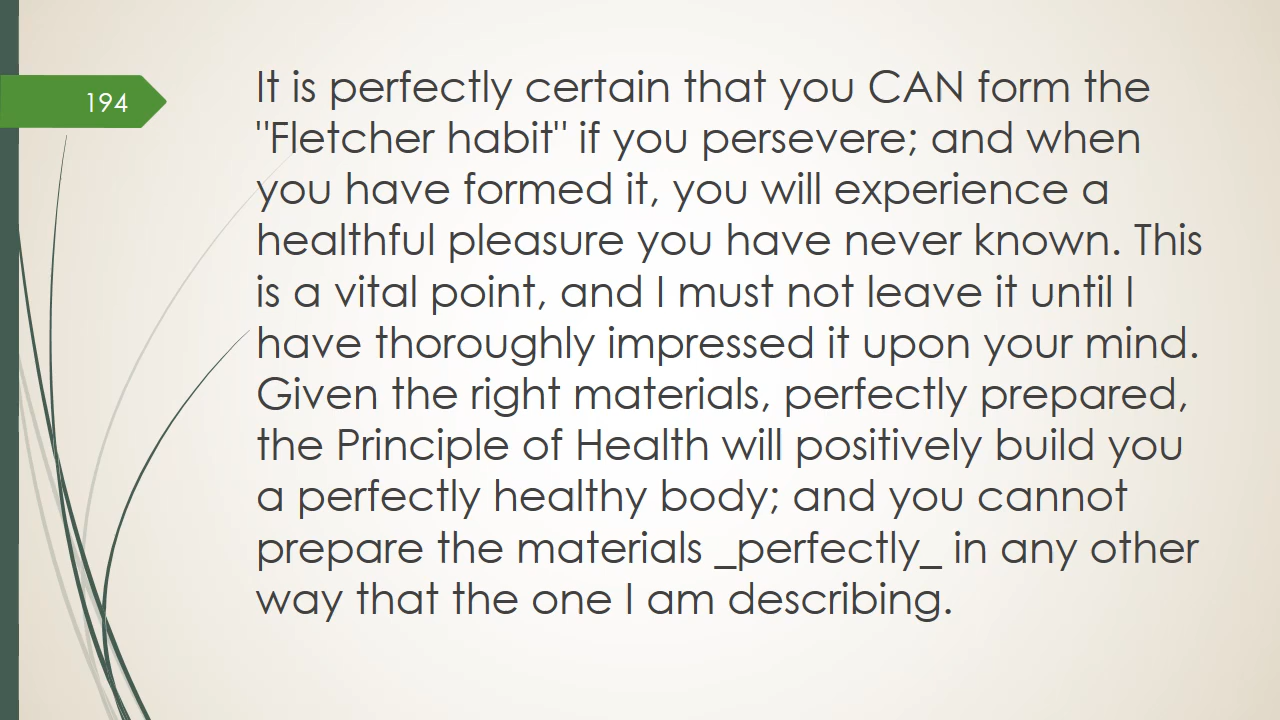 194
It is perfectly certain that you CAN form the
"Fletcher habit" if you persevere; and when
you have formed it, you will experience a
healthful pleasure you have never known. This
is a vital point, and I must not leave it until I
have thoroughly impressed it upon your mind.
Given the right materials, perfectly prepared,
the Principle of Health will positively build you
a perfectly healthy body; and you cannot
prepare the materials _perfectly_ in any other
way that the one I am describing.